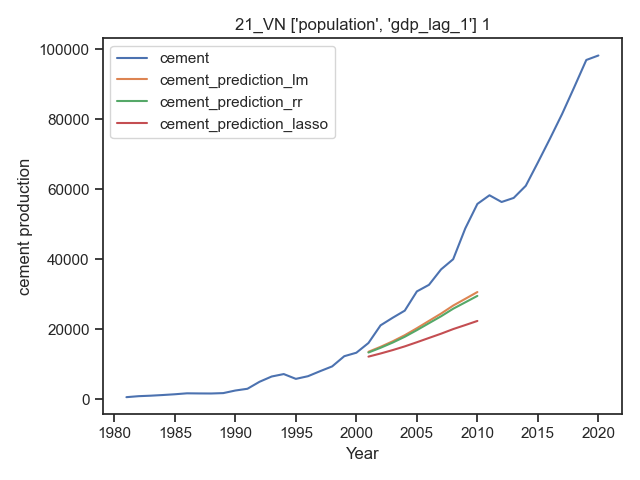 21_VN ['population', 'gdp_lag_1'] 1
100000
80000
60000
40000
20000
0
cement production
cement
cement_prediction_lm
cement_prediction_rr
cement_prediction_lasso
1980 1985 1990 1995 2000 2005 2010 2015 2020
Year